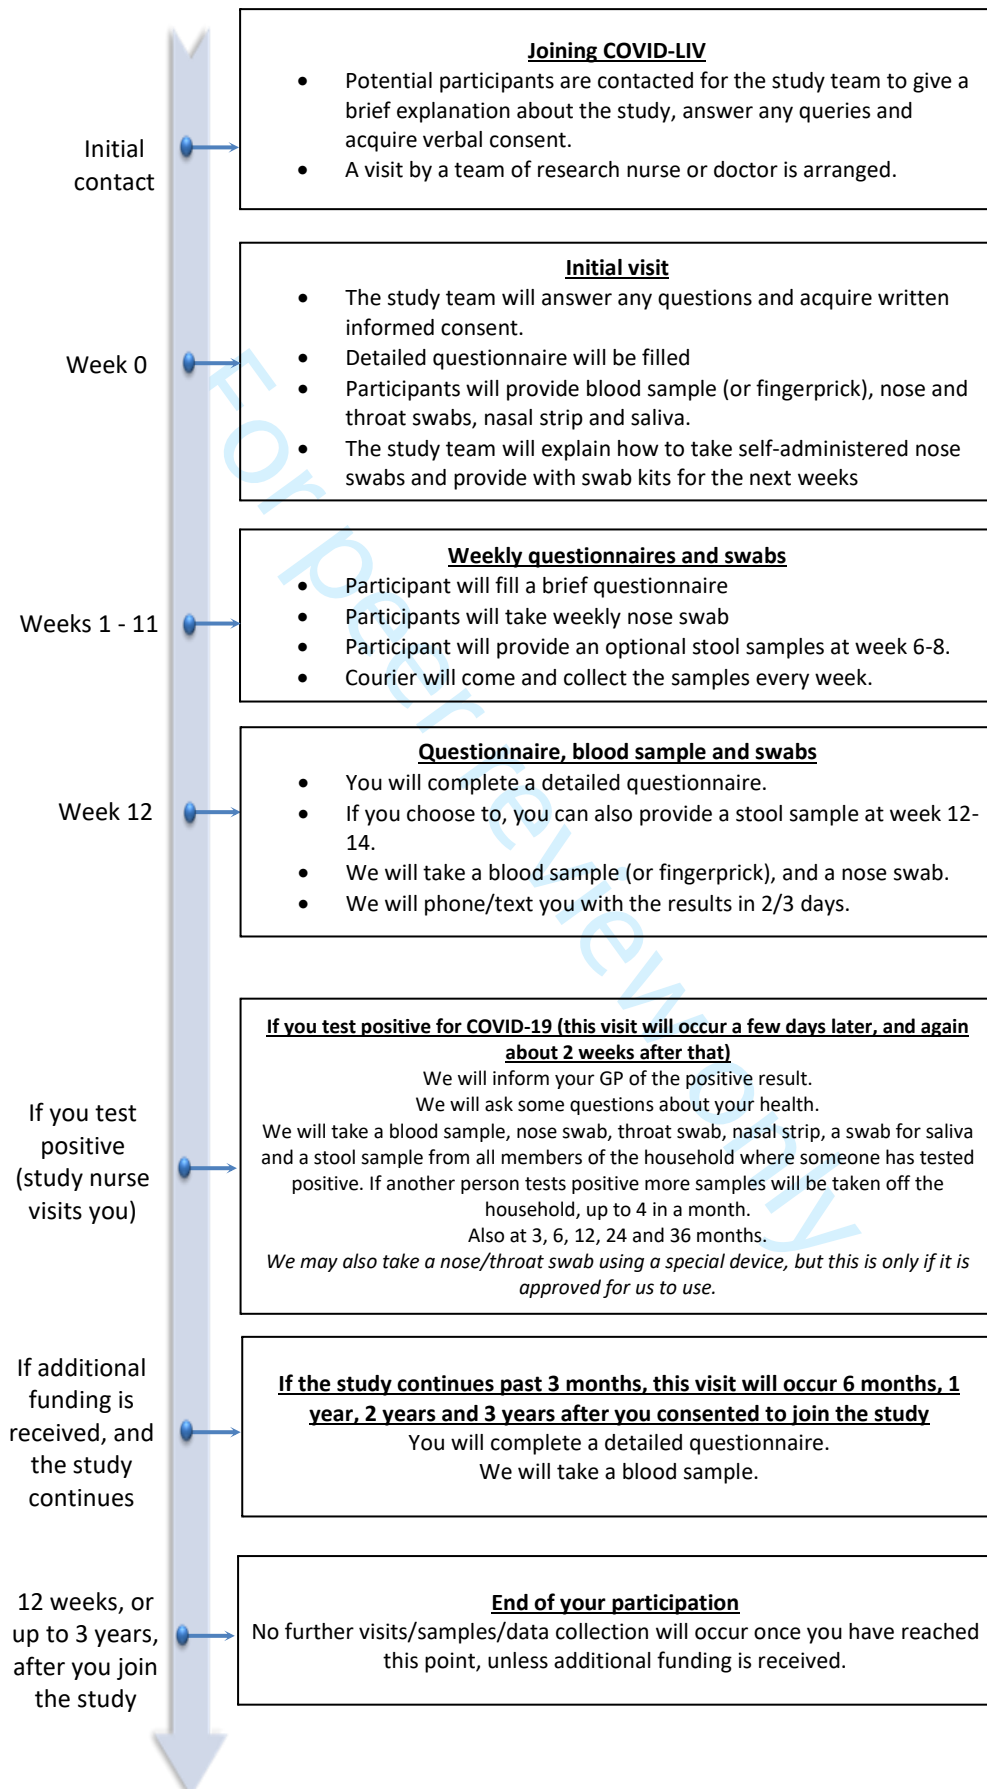 Initial
contact
Joining COVID-LIV
• Potential participants are contacted for the study team to give a
brief explanation about the study, answer any queries and
acquire verbal consent.
• A visit by a team of research nurse or doctor is arranged.
Week 0
Initial visit
• The study team will answer any questions and acquire written
informed consent.
• Detailed questionnaire will be filled
• Participants will provide blood sample (or fingerprick), nose and
throat swabs, nasal strip and saliva.
• The study team will explain how to take self-administered nose
swabs and provide with swab kits for the next weeks
Weeks 1 - 11
Weekly questionnaires and swabs
• Participant will fill a brief questionnaire
• Participants will take weekly nose swab
• Participant will provide an optional stool samples at week 6-8.
• Courier will come and collect the samples every week.
Week 12
Questionnaire, blood sample and swabs
• You will complete a detailed questionnaire.
• If you choose to, you can also provide a stool sample at week 12-
14.
• We will take a blood sample (or fingerprick), and a nose swab.
• We will phone/text you with the results in 2/3 days.
If you test
positive
(study nurse
visits you)
If you test positive for COVID-19 (this visit will occur a few days later, and again
about 2 weeks after that)
We will inform your GP of the positive result.
We will ask some questions about your health.
We will take a blood sample, nose swab, throat swab, nasal strip, a swab for saliva
and a stool sample from all members of the household where someone has tested
positive. If another person tests positive more samples will be taken off the
household, up to 4 in a month.
Also at 3, 6, 12, 24 and 36 months.
We may also take a nose/throat swab using a special device, but this is only if it is
approved for us to use.
If additional
funding is
received, and
the study
continues
If the study continues past 3 months, this visit will occur 6 months, 1
year, 2 years and 3 years after you consented to join the study
You will complete a detailed questionnaire.
We will take a blood sample.
12 weeks, or
up to 3 years,
after you join
the study
End of your participation
No further visits/samples/data collection will occur once you have reached
this point, unless additional funding is received.
For peer review only